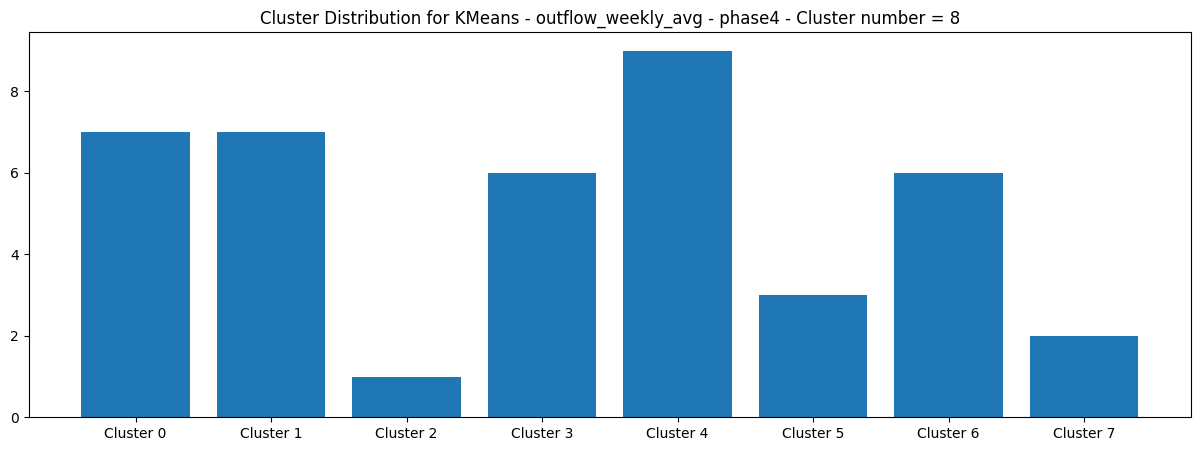 Cluster Distribution for KMeans - outflow_weekly_avg - phase4 - Cluster number = 8
8
6
4
2
0
Cluster 0 Cluster 1 Cluster 2 Cluster 3 Cluster 4 Cluster 5 Cluster 6 Cluster 7